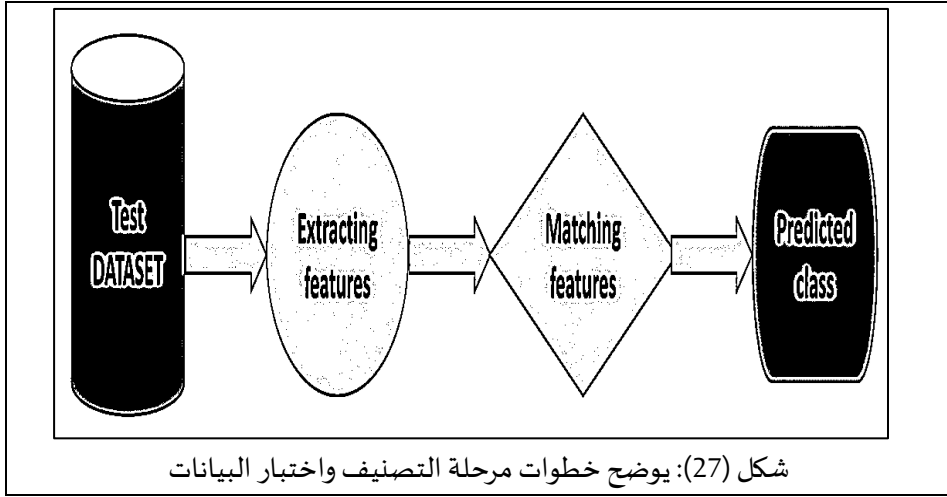 Test
DATASET
Extracting
features
Matching
features
Predicted
class
شكل (27): يوضح خطوات مرحلة التصنيف واختبار البيانات